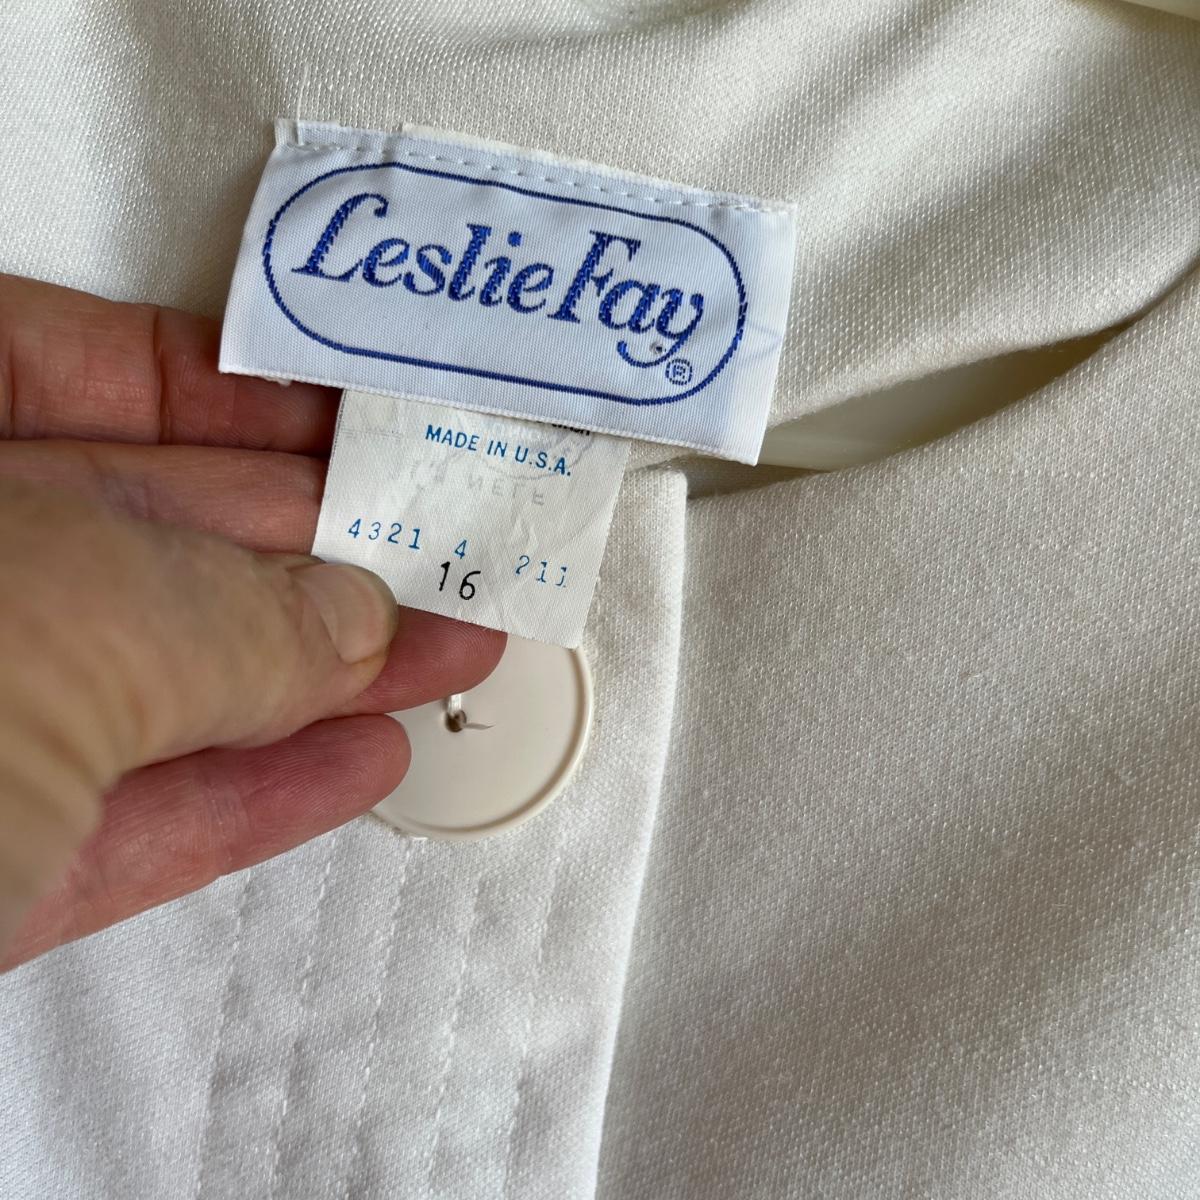 Leslie Fay ®
MADE IN U.S.A.
4321 4 211
16